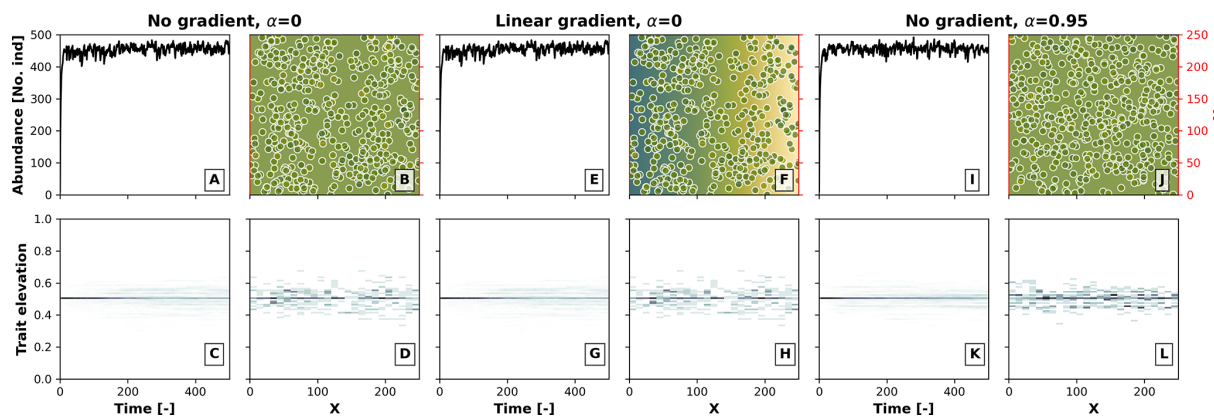 No gradient, α=0
Linear gradient, α=0
No gradient, α=0.95
Abundance [No. ind]
500
400
300
200
100
0
A
B
E
F
I
J
250
200
150
100
50
0
Trait elevation
1.0
0.8
0.6
0.4
0.2
0.0
C
D
G
H
K
L
0 200 400
0 100 200
0 200 400
0 100 200
0 200 400
0 100 200
Time [-]
X
Time [-]
X
Time [-]
X